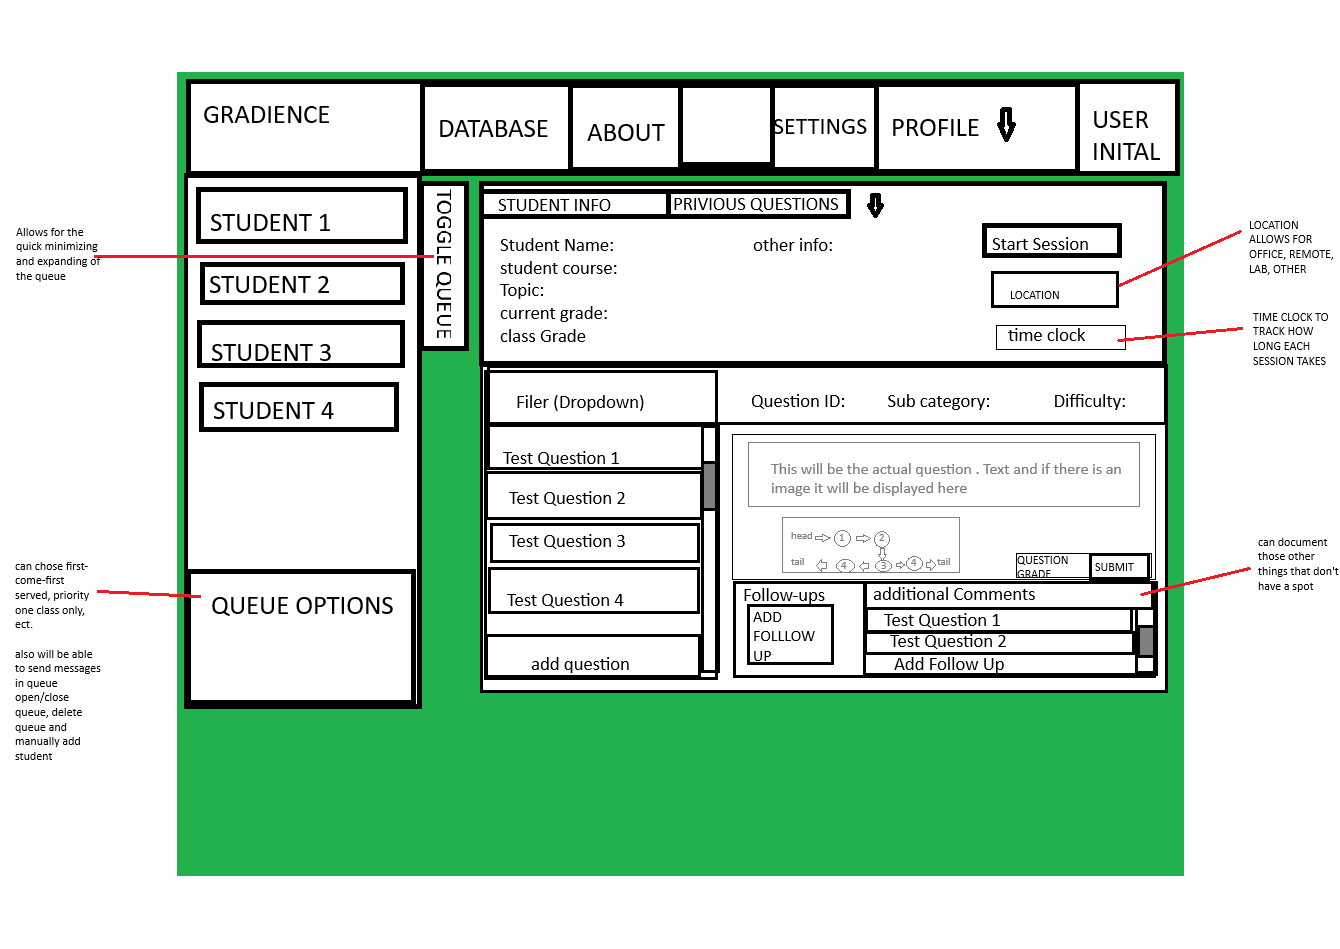 GRADIENCE
DATABASE
ABOUT
SETTINGS
PROFILE
USER
INITAL
STUDENT 1
STUDENT 2
STUDENT 3
STUDENT 4
QUEUE OPTIONS
TOGGLE QUEUE
Allows for the
quick minimizing
and expanding of
the queue
can chose first-
come-first
served, priority
one class only,
ect.
also will be able
to send messages
in queue
open/close
queue, delete
queue and
manually add
student
STUDENT INFO
PRIVIOUS QUESTIONS
Student Name:
student course:
Topic:
current grade:
class Grade
other info:
Start Session
LOCATION
time clock
LOCATION
ALLOWS FOR
OFFICE, REMOTE,
LAB, OTHER
TIME CLOCK TO
TRACK HOW
LONG EACH
SESSION TAKES
Filer (Dropdown)
Question ID:
Sub category:
Difficulty:
Test Question 1
Test Question 2
Test Question 3
Test Question 4
add question
This will be the actual question . Text and if there is an
image it will be displayed here
head 1 2
tail 4 3 4 tail
QUESTION
GRADE
SUBMIT
Follow-ups
ADD
FOLLLOW
UP
additional Comments
Test Question 1
Test Question 2
Add Follow Up
can document
those other
things that don't
have a spot